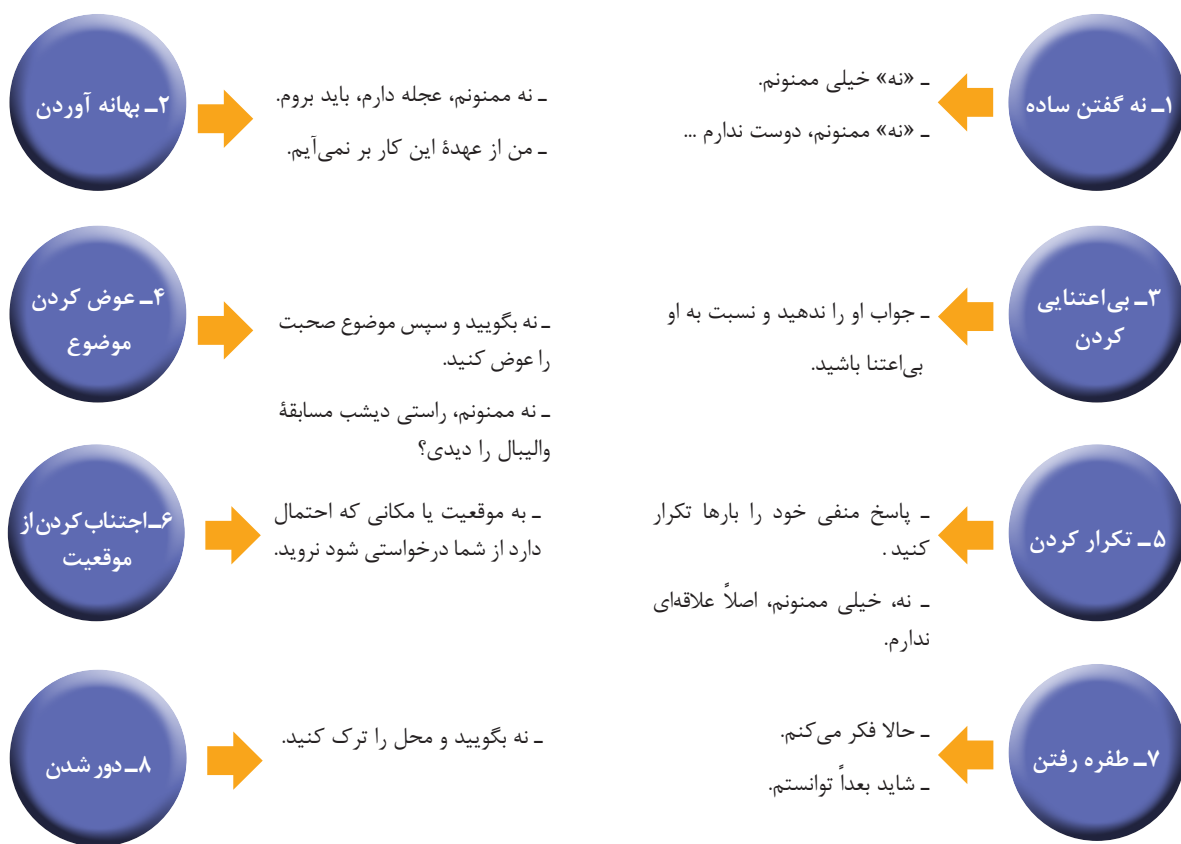 ۱ـ نه گفتن ساده
ـ «نه» خیلی ممنونم.
ـ «نه» ممنونم، دوست ندارم ...
۲ـ بهانه آوردن
ـ نه ممنونم، عجله دارم، باید بروم.
ـ من از عهدۀ این کار بر نمی‌آیم.
۳ـ بی‌اعتنایی
کردن
ـ جواب او را ندهید و نسبت به او
بی‌اعتنا باشید.
۴ـ عوض کردن
موضوع
ـ نه بگویید و سپس موضوع صحبت
را عوض کنید.
ـ نه ممنونم، راستی دیشب مسابقۀ
والیبال را دیدی؟
۵ـ تکرار کردن
ـ پاسخ منفی خود را بارها تکرار
کنید.
ـ نه، خیلی ممنونم، اصلاً علاقه‌ای
ندارم.
۶ـ اجتناب کردن از
موقعیت
ـ به موقعیت یا مکانی که احتمال
دارد از شما درخواستی شود نروید.
۷ـ طفره رفتن
ـ حالا فکر می‌کنم.
ـ شاید بعداً توانستم.
۸ـ دور شدن
ـ نه بگویید و محل را ترک کنید.